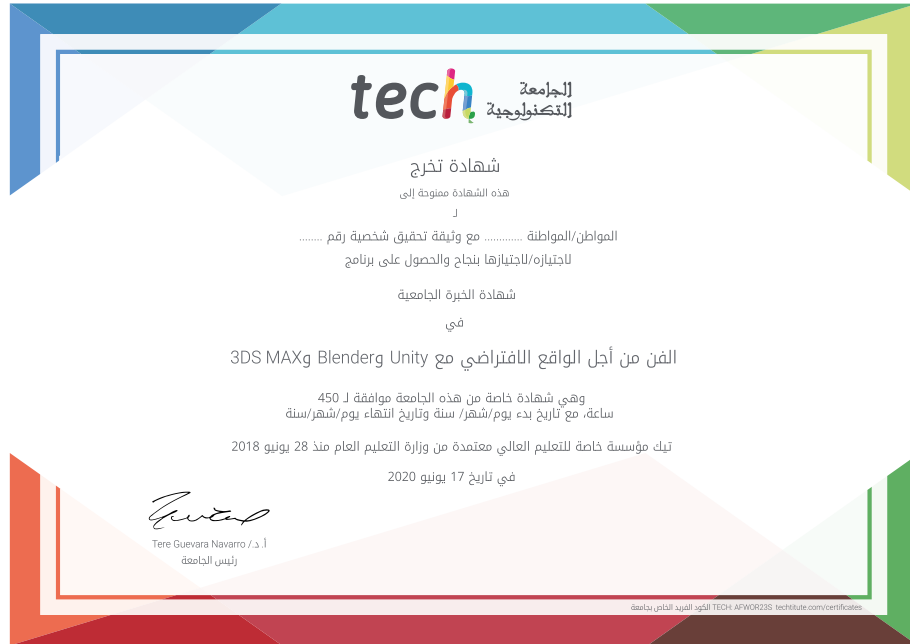 tech الجامعة
التكنولوجية
شهادة تخرج
هذه الشهادة ممنوحة إلى
لـ
المواطن/المواطنة ............. مع وثيقة تحقيق شخصية رقم ........
لاجتيازه/لاجتيازها بنجاح والحصول على برنامج
شهادة الخبرة الجامعية
في
الفن من أجل الواقع الافتراضي مع Unity وBlender و3DS MAX
وهي شهادة خاصة من هذه الجامعة موافقة لـ 450
ساعة، مع تاريخ بدء يوم/شهر/ سنة وتاريخ انتهاء يوم/شهر/سنة
تيك مؤسسة خاصة للتعليم العالي معتمدة من وزارة التعليم العام منذ 28 يونيو 2018
في تاريخ 17 يونيو 2020
أ.د./ Tere Guevara Navarro
رئيس الجامعة
الكود الفريد الخاص بجامعة TECH: AFWOR23S techtitute.com/certificates